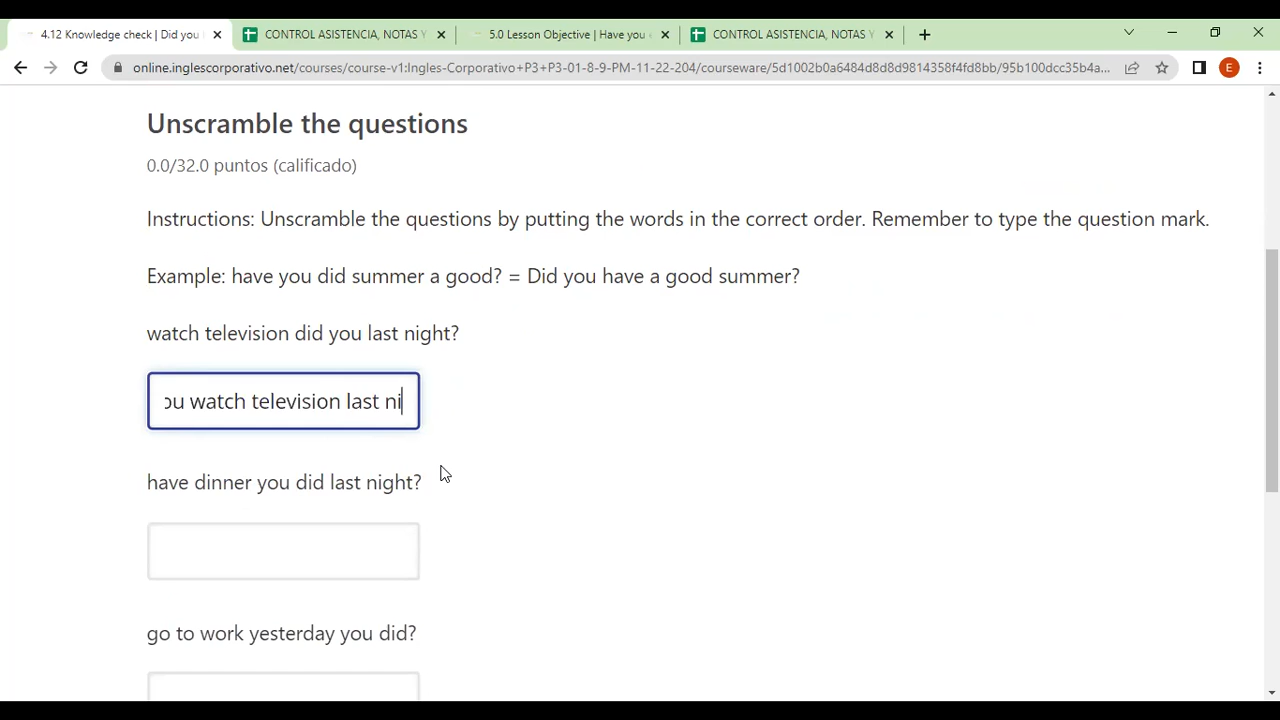 4.12 Knowledge check | Did you
CONTROL ASISTENCIA, NOTAS Y
5.0 Lesson Objective | Have you
CONTROL ASISTENCIA, NOTAS Y
online.inglescorporativo.net/courses/course-v1:Ingles-Corporativo+P3+P3-01-8-9-PM-11-22-204/courseware/5d1002b0a6484d8d8d9814358f4fd8bb/95b100dcc35b4a...
E
Unscramble the questions
0.0/32.0 puntos (calificado)
Instructions: Unscramble the questions by putting the words in the correct order. Remember to type the question mark.
Example: have you did summer a good? = Did you have a good summer?
watch television did you last night?
ou watch television last ni
have dinner you did last night?
go to work yesterday you did?